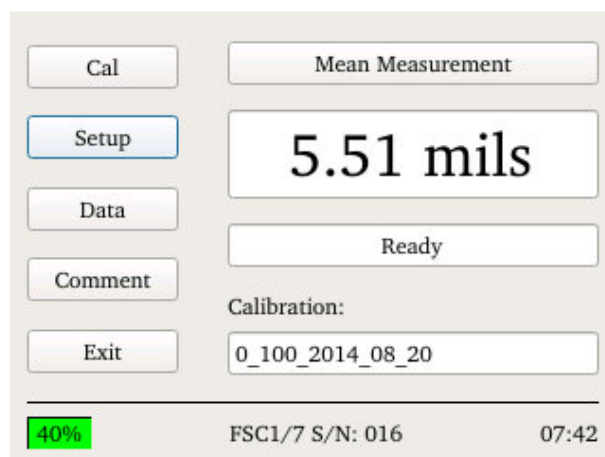 Cal
Mean Measurement
Setup
5.51 mils
Data
Ready
Comment
Calibration:
Exit
0_100_2014_08_20
40%
FSC1/7 S/N: 016
07:42